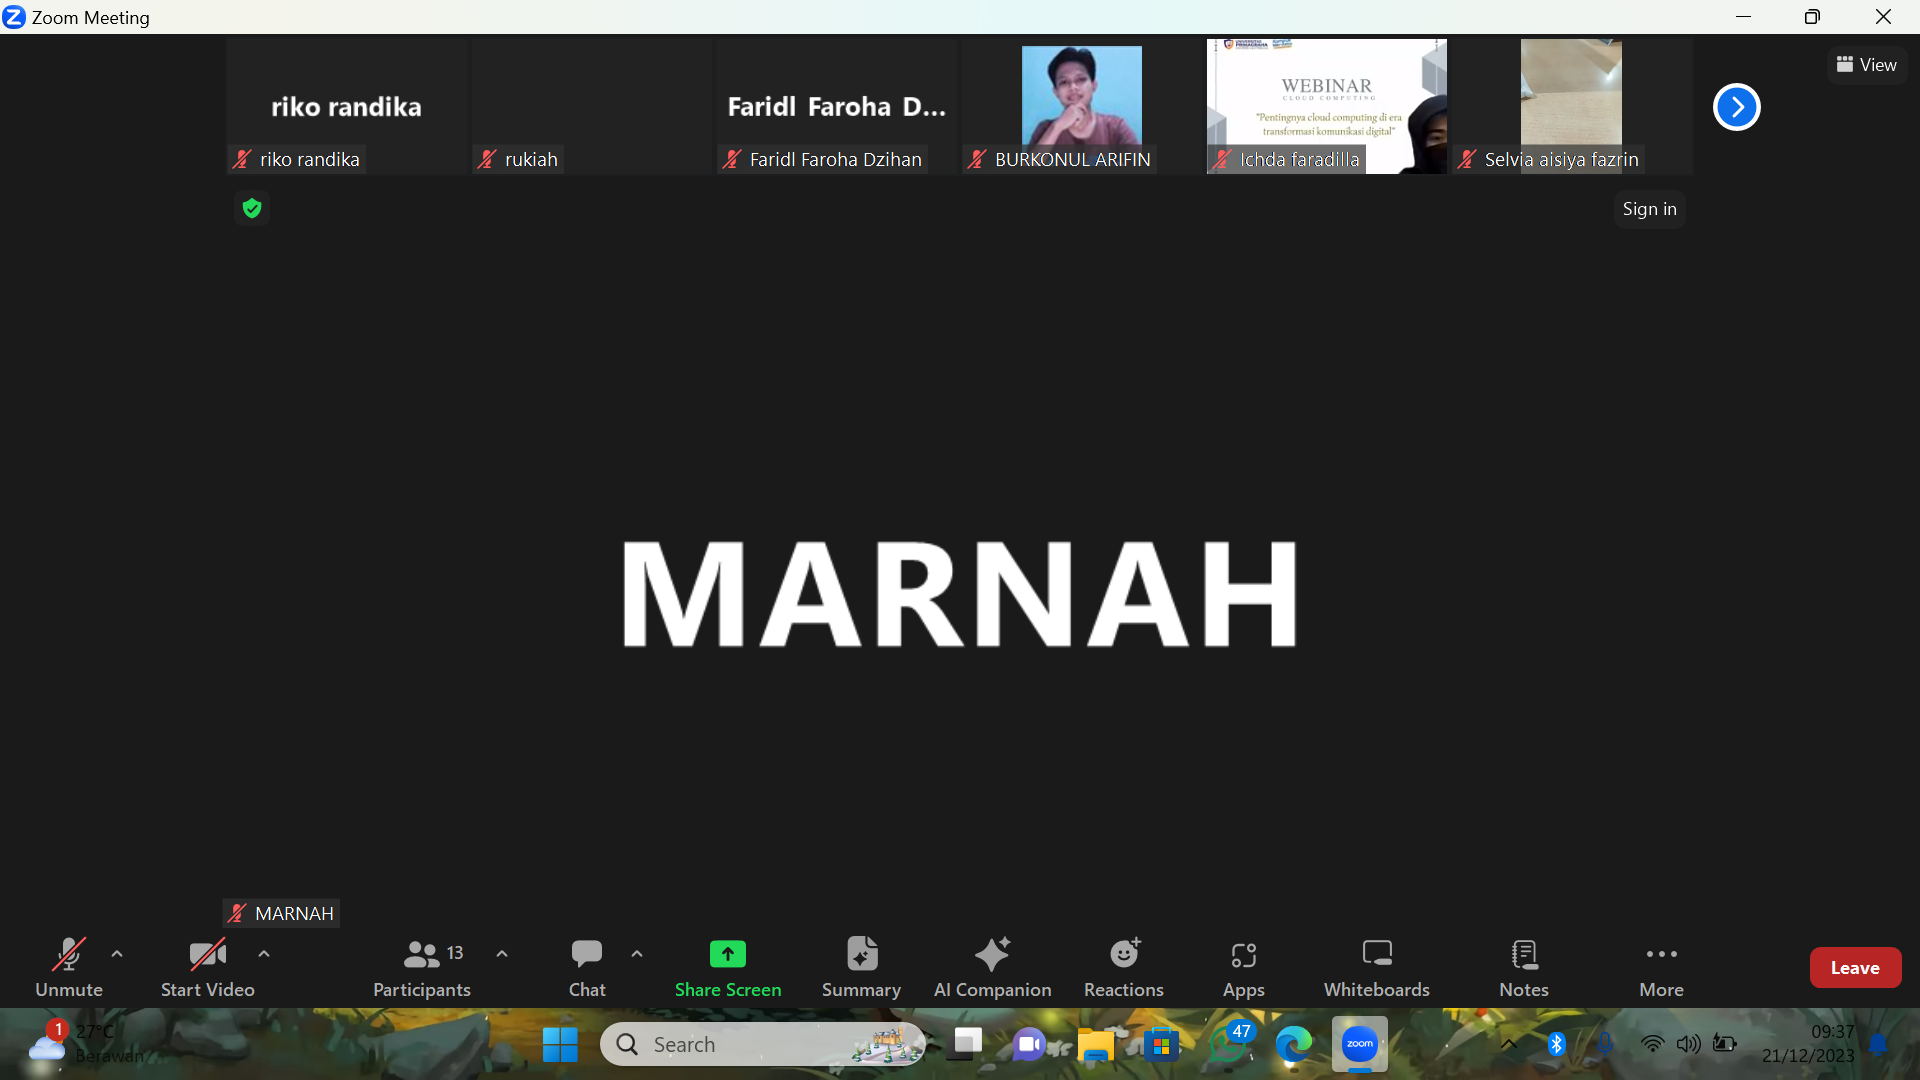 Zoom Meeting
View
riko randika
riko randika
rukiah
Faridl Faroha D...
Faridl Faroha Dzihan
BURKONUL ARIFIN
UNIVERSITAS
PRIMAGRAHA
WEBINAR
CLOUD COMPUTING
"Pentingnya cloud computing di era
transformasi komunikasi digital"
Ichda faradilla
Selvia aisiya fazrin
Sign in
MARNAH
MARNAH
13
Unmute
Start Video
Participants
Chat
Share Screen
Summary
AI Companion
Reactions
Apps
Whiteboards
Notes
More
Leave
1
27°C
Berawan
Search
47
zoom
09:37
21/12/2023